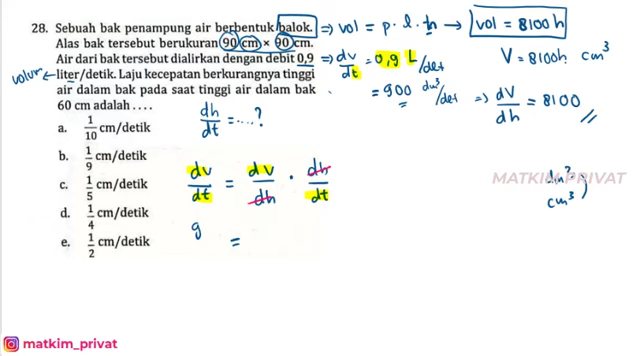 28. Sebuah bak penampung air berbentuk balok. => vol = p. l. h → vol = 8100 h
Alas bak tersebut berukuran 90 cm × 90 cm. V = 8100h cm³
Air dari bak tersebut dialirkan dengan debit 0,9 => dv/dt = 0,9 L/det
volume ← liter/detik. Laju kecepatan berkurangnya tinggi
air dalam bak pada saat tinggi air dalam bak = 900 dm³/det => dV/dh = 8100
60 cm adalah . . . . dh/dt = ....?
a. 1/10 cm/detik
b. 1/9 cm/detik
c. 1/5 cm/detik dv/dt = dv/dh · dh/dt
d. 1/4 cm/detik 9 =
e. 1/2 cm/detik
MATKIM PRIVAT
dm³
cm³
matkim_privat